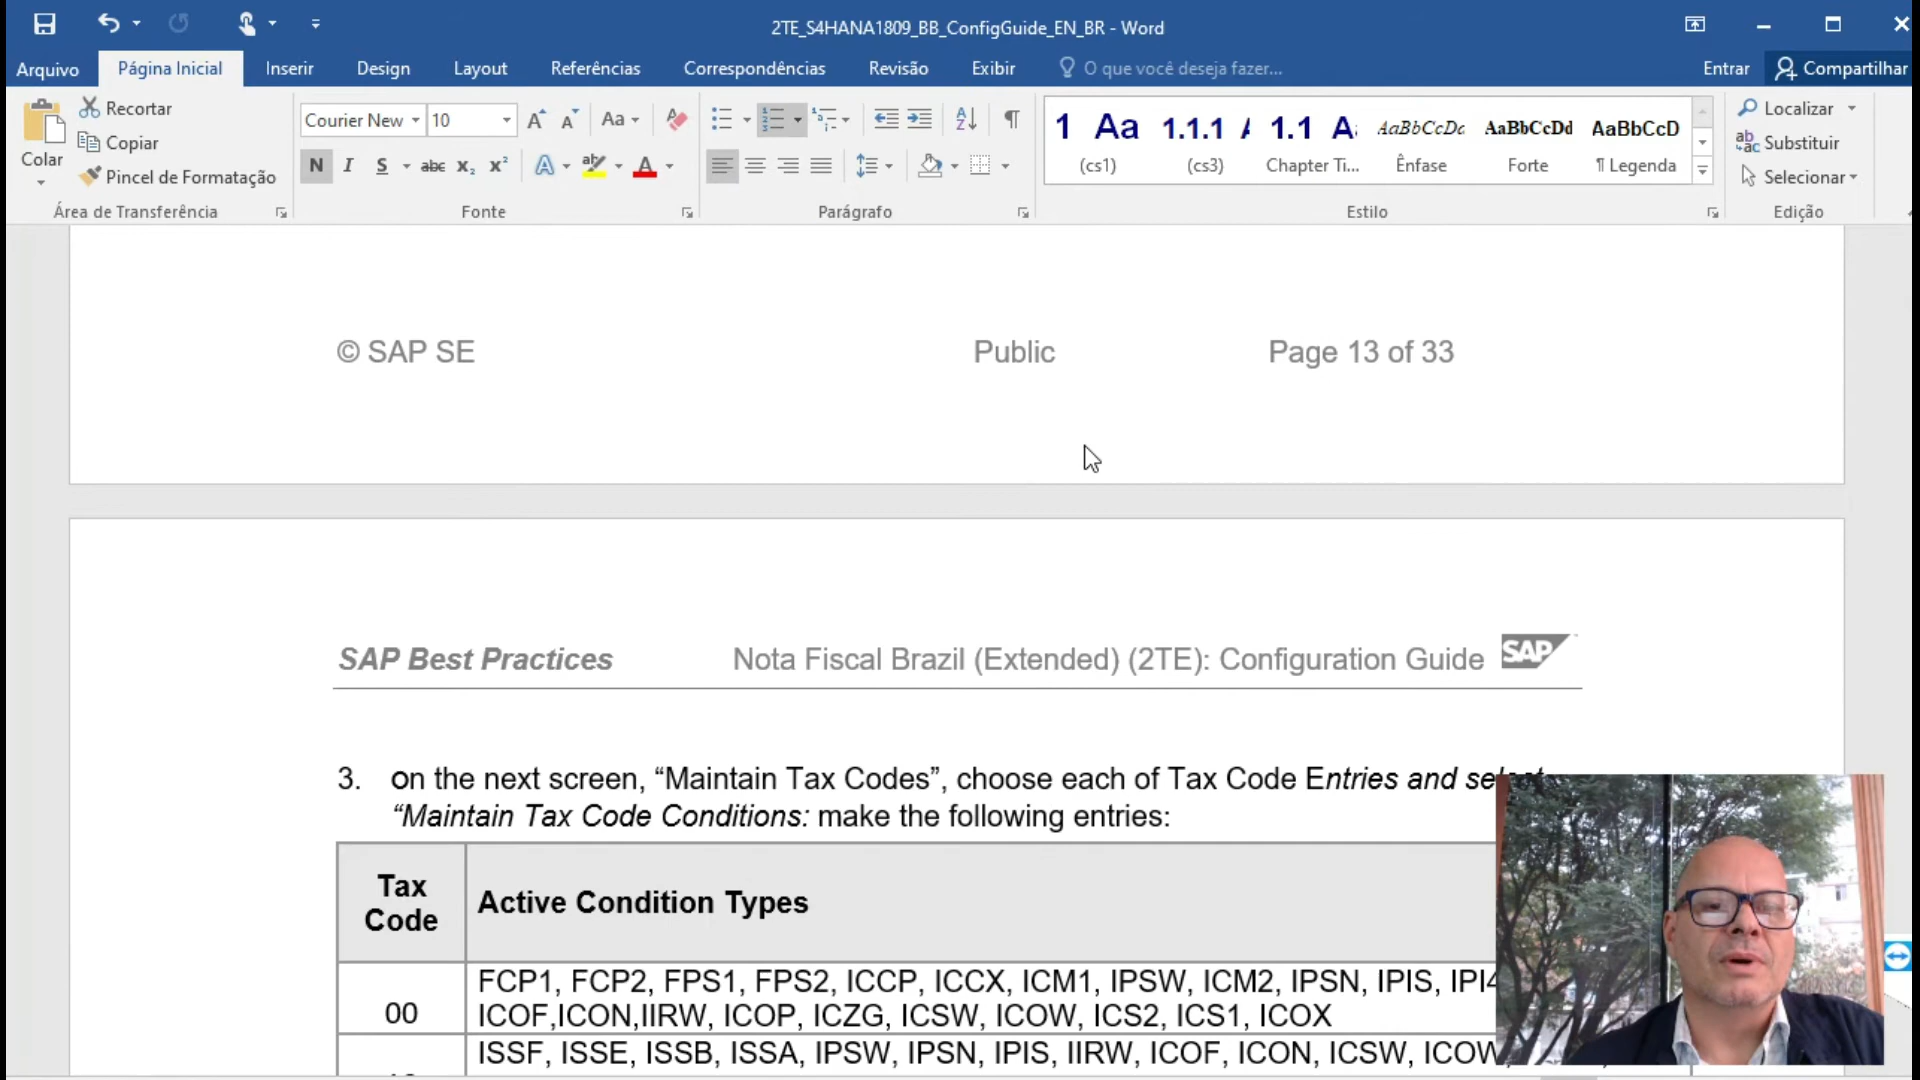 2TE_S4HANA1809_BB_ConfigGuide_EN_BR - Word
Arquivo Página Inicial Inserir Design Layout Referências Correspondências Revisão Exibir O que você deseja fazer... Entrar Compartilhar
Colar
Recortar
Copiar
Pincel de Formatação
Área de Transferência
Courier New 10 Aa
N I S abc x₂ x² A A
Fonte
Parágrafo
1 Aa 1.1.1 1.1 A AaBbCcDc AaBbCcDd AaBbCcD
(cs1) (cs3) Chapter Ti... Ênfase Forte ¶ Legenda
Estilo
Localizar
Substituir
Selecionar
Edição
© SAP SE Public Page 13 of 33
SAP Best Practices Nota Fiscal Brazil (Extended) (2TE): Configuration Guide SAP
3. on the next screen, “Maintain Tax Codes”, choose each of Tax Code Entries and select
“Maintain Tax Code Conditions: make the following entries:
Tax Code
Active Condition Types
00
FCP1, FCP2, FPS1, FPS2, ICCP, ICCX, ICM1, IPSW, ICM2, IPSN, IPIS, IPI4
ICOF,ICON,IIRW, ICOP, ICZG, ICSW, ICOW, ICS2, ICS1, ICOX
ISSF, ISSE, ISSB, ISSA, IPSW, IPSN, IPIS, IIRW, ICOF, ICON, ICSW, ICOW